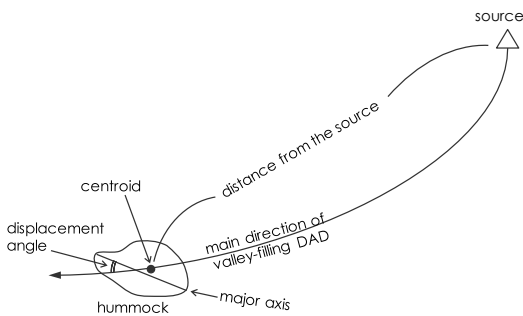 source
distance from the source
centroid
displacement
angle
main direction of
valley-filling DAD
major axis
hummock